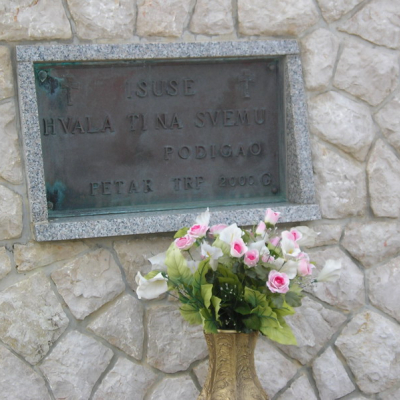 ISUSE
HVALA TI NA SVEMU
PODIGAO
PETAR TRP 2000.G